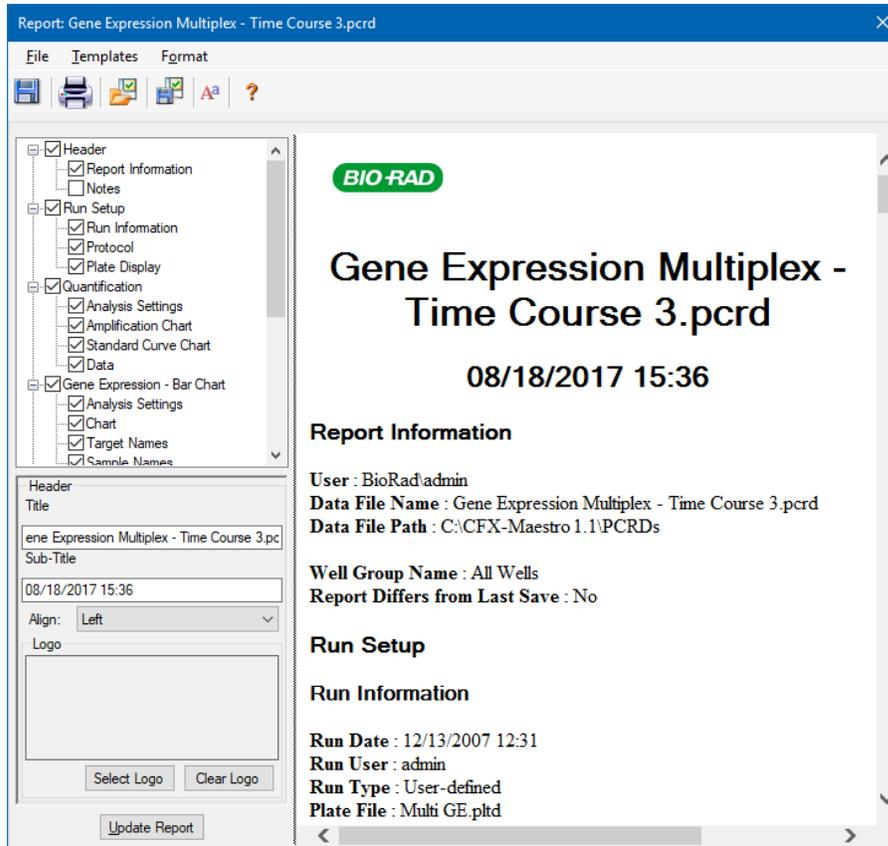 Report: Gene Expression Multiplex - Time Course 3.pcrd
File Templates Format
Aa ?
Header
Report Information
Notes
Run Setup
Run Information
Protocol
Plate Display
Quantification
Analysis Settings
Amplification Chart
Standard Curve Chart
Data
Gene Expression - Bar Chart
Analysis Settings
Chart
Target Names
Sample Names
Header
Title
ene Expression Multiplex - Time Course 3.pc
Sub-Title
08/18/2017 15:36
Align: Left
Logo
Select Logo Clear Logo
Update Report
BIO-RAD
Gene Expression Multiplex -
Time Course 3.pcrd
08/18/2017 15:36
Report Information
User : BioRad\admin
Data File Name : Gene Expression Multiplex - Time Course 3.pcrd
Data File Path : C:\CFX-Maestro 1.1\PCRDs
Well Group Name : All Wells
Report Differs from Last Save : No
Run Setup
Run Information
Run Date : 12/13/2007 12:31
Run User : admin
Run Type : User-defined
Plate File : Multi GE.pltd